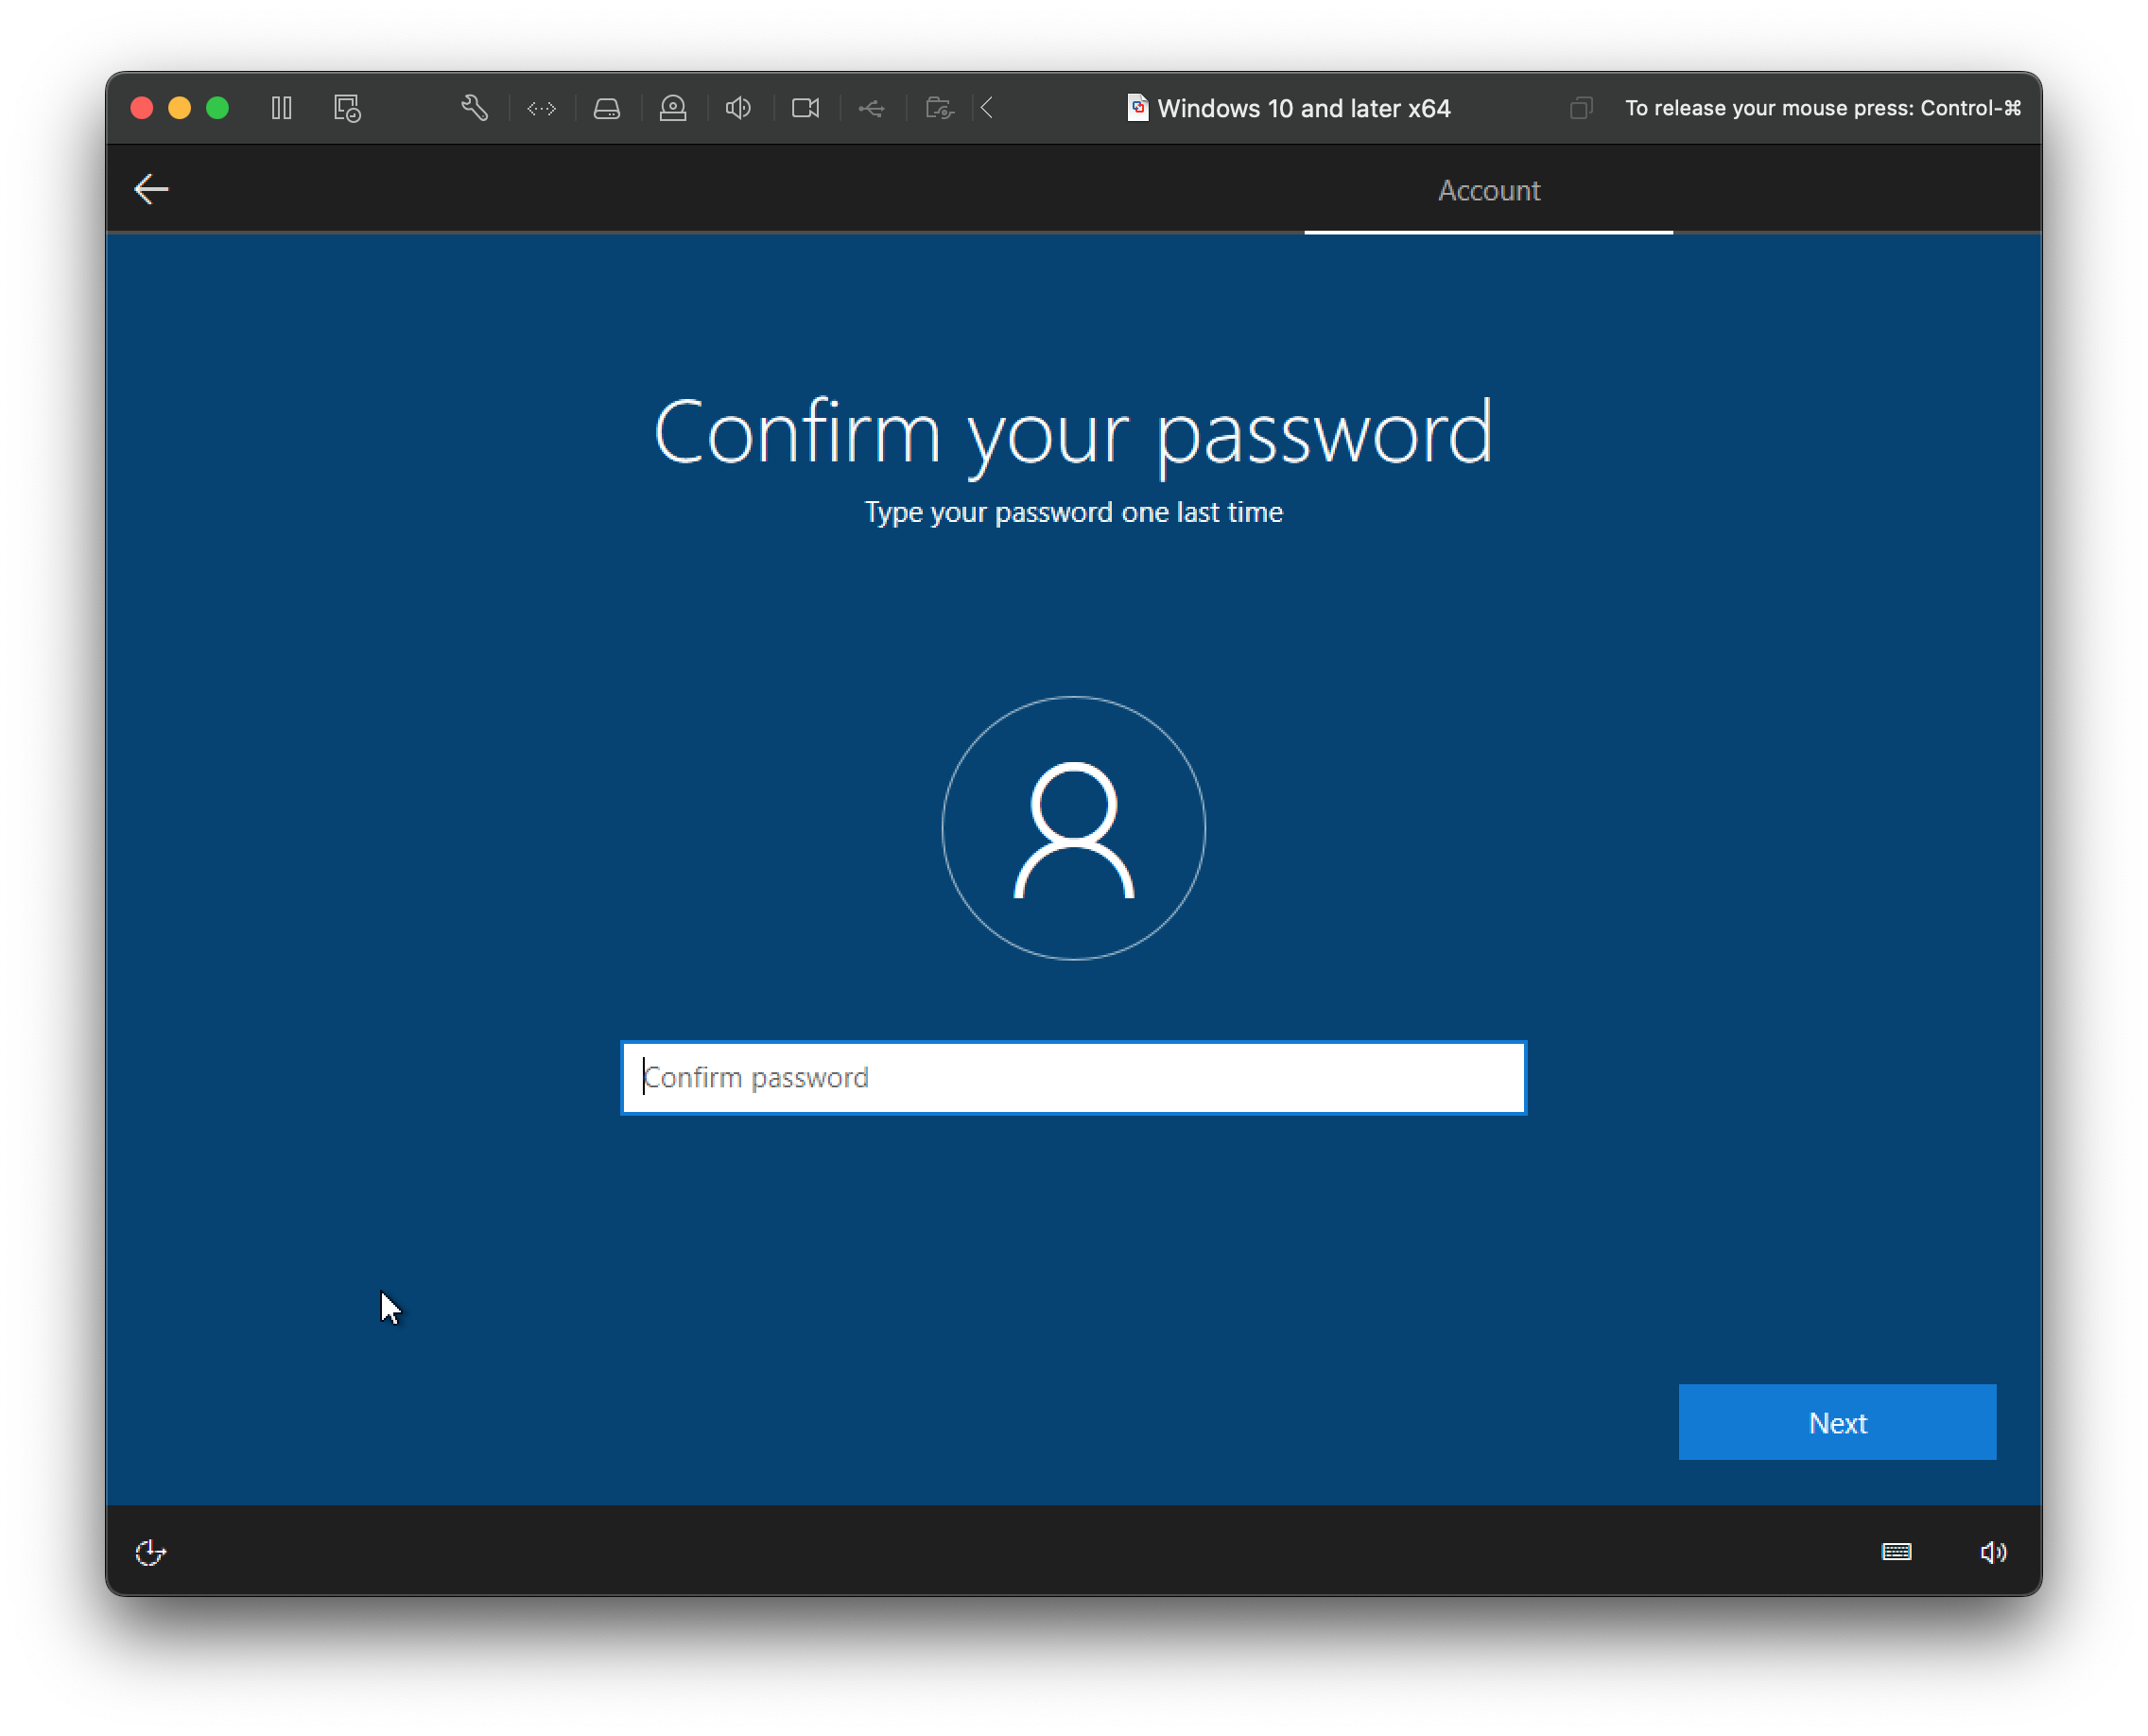 Windows 10 and later x64
To release your mouse press: Control-⌘
Account
Confirm your password
Type your password one last time
Confirm password
Next